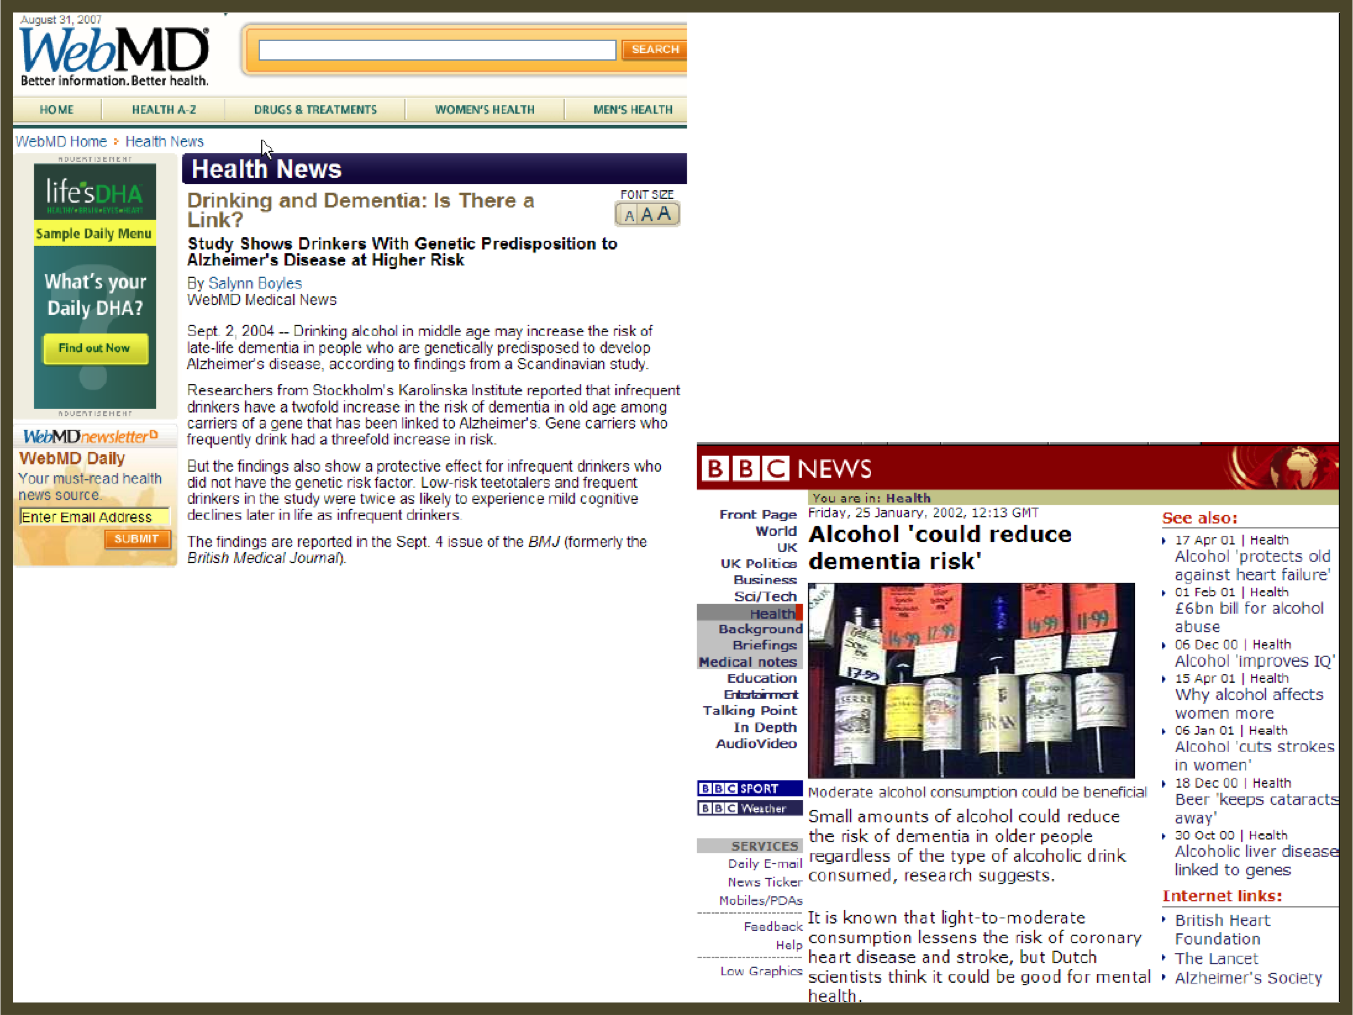 August 31, 2007
WebMD
Better information. Better health.
SEARCH
HOME
HEALTH A-Z
DRUGS & TREATMENTS
WOMEN'S HEALTH
MEN'S HEALTH
WebMD Home > Health News
ADVERTISEMENT
life'sDHA
HEALTHY•BRAIN•EYES•HEART
Sample Daily Menu
What's your
Daily DHA?
Find out Now
ADVERTISEMENT
WebMD newsletter
WebMD Daily
Your must-read health
news source.
Enter Email Address
SUBMIT
Health News
Drinking and Dementia: Is There a
Link?
FONT SIZE
A A A
Study Shows Drinkers With Genetic Predisposition to
Alzheimer's Disease at Higher Risk
By Salynn Boyles
WebMD Medical News
Sept. 2, 2004 -- Drinking alcohol in middle age may increase the risk of
late-life dementia in people who are genetically predisposed to develop
Alzheimer's disease, according to findings from a Scandinavian study.
Researchers from Stockholm's Karolinska Institute reported that infrequent
drinkers have a twofold increase in the risk of dementia in old age among
carriers of a gene that has been linked to Alzheimer's. Gene carriers who
frequently drink had a threefold increase in risk.
But the findings also show a protective effect for infrequent drinkers who
did not have the genetic risk factor. Low-risk teetotalers and frequent
drinkers in the study were twice as likely to experience mild cognitive
declines later in life as infrequent drinkers.
The findings are reported in the Sept. 4 issue of the BMJ (formerly the
British Medical Journal).
BBC NEWS
You are in: Health
Front Page
World
UK
UK Politics
Business
Sci/Tech
Health
Background
Briefings
Medical notes
Education
Entertainment
Talking Point
In Depth
AudioVideo
BBC SPORT
BBC Weather
SERVICES
Daily E-mail
News Ticker
Mobiles/PDAs
Feedback
Help
Low Graphics
Friday, 25 January, 2002, 12:13 GMT
Alcohol 'could reduce
dementia risk'
14.99
17.99
14.99
11.99
17.99
Moderate alcohol consumption could be beneficial
Small amounts of alcohol could reduce
the risk of dementia in older people
regardless of the type of alcoholic drink
consumed, research suggests.
It is known that light-to-moderate
consumption lessens the risk of coronary
heart disease and stroke, but Dutch
scientists think it could be good for mental
health.
See also:
17 Apr 01 | Health
Alcohol 'protects old
against heart failure'
01 Feb 01 | Health
£6bn bill for alcohol
abuse
06 Dec 00 | Health
Alcohol 'improves IQ'
15 Apr 01 | Health
Why alcohol affects
women more
06 Jan 01 | Health
Alcohol 'cuts strokes
in women'
18 Dec 00 | Health
Beer 'keeps cataracts
away'
30 Oct 00 | Health
Alcoholic liver disease
linked to genes
Internet links:
British Heart
Foundation
The Lancet
Alzheimer's Society